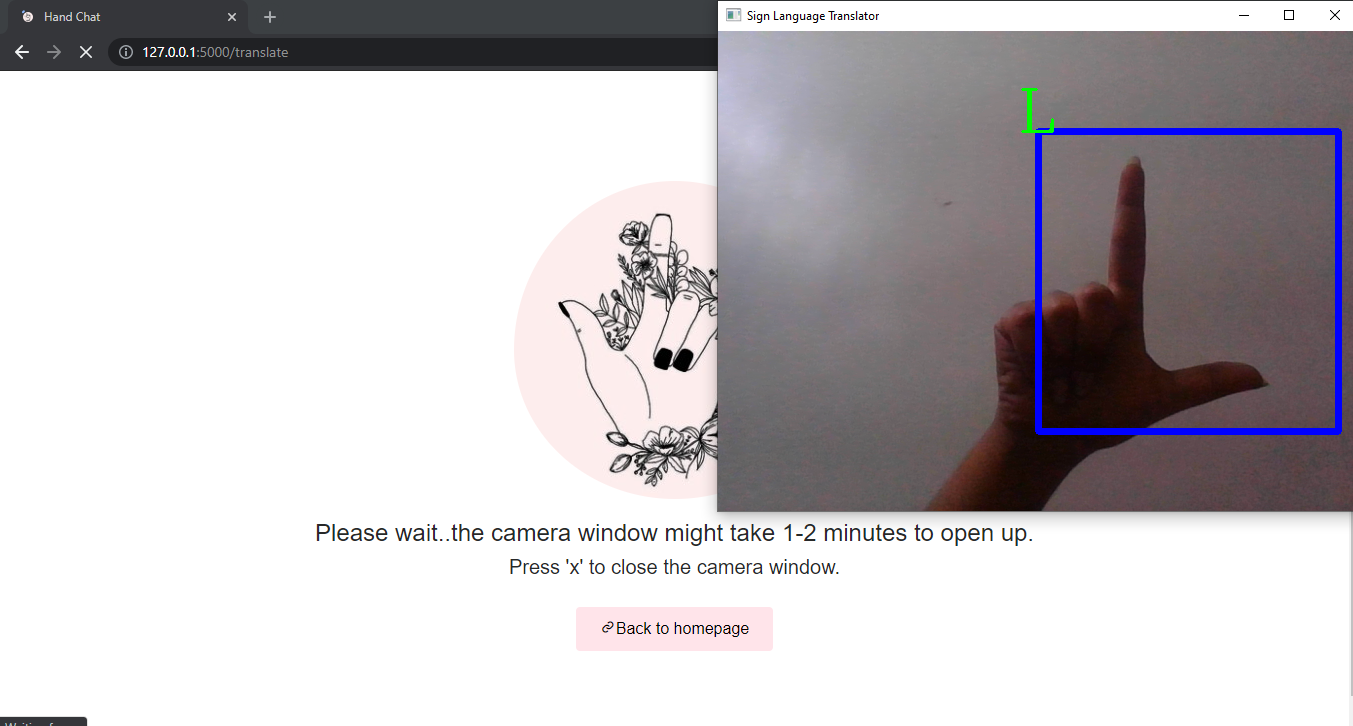 Hand Chat
Sign Language Translator
127.0.0.1:5000/translate
L
Please wait..the camera window might take 1-2 minutes to open up.
Press 'x' to close the camera window.
Back to homepage